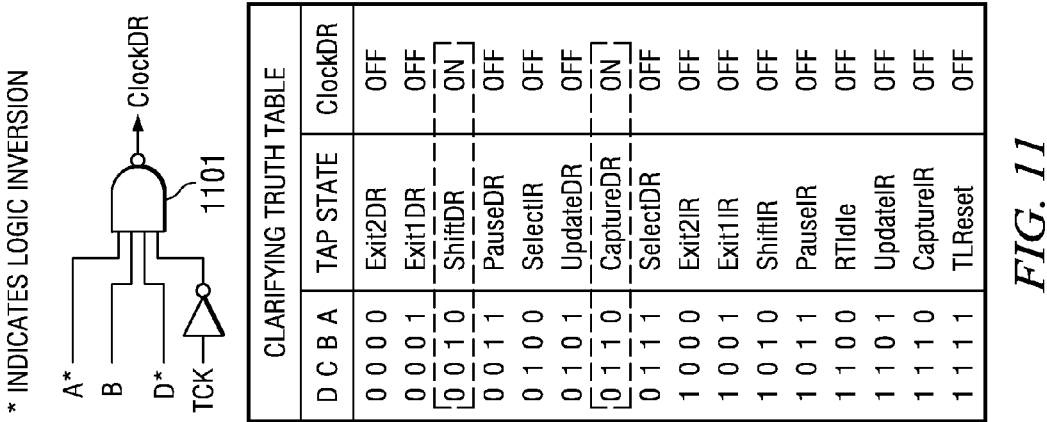 * INDICATES LOGIC INVERSION
A*
B
D*
TCK
ClockDR
1101
CLARIFYING TRUTH TABLE
D C B A TAP STATE ClockDR
0 0 0 0 Exit2DR OFF
0 0 0 1 Exit1DR OFF
0 0 1 0 ShiftDR ON
0 0 1 1 PauseDR OFF
0 1 0 0 SelectIR OFF
0 1 0 1 UpdateDR OFF
0 1 1 0 CaptureDR ON
0 1 1 1 SelectDR OFF
1 0 0 0 Exit2IR OFF
1 0 0 1 Exit1IR OFF
1 0 1 0 ShiftIR OFF
1 0 1 1 PauseIR OFF
1 1 0 0 RTIdle OFF
1 1 0 1 UpdateIR OFF
1 1 1 0 CaptureIR OFF
1 1 1 1 TLReset OFF
FIG. 11